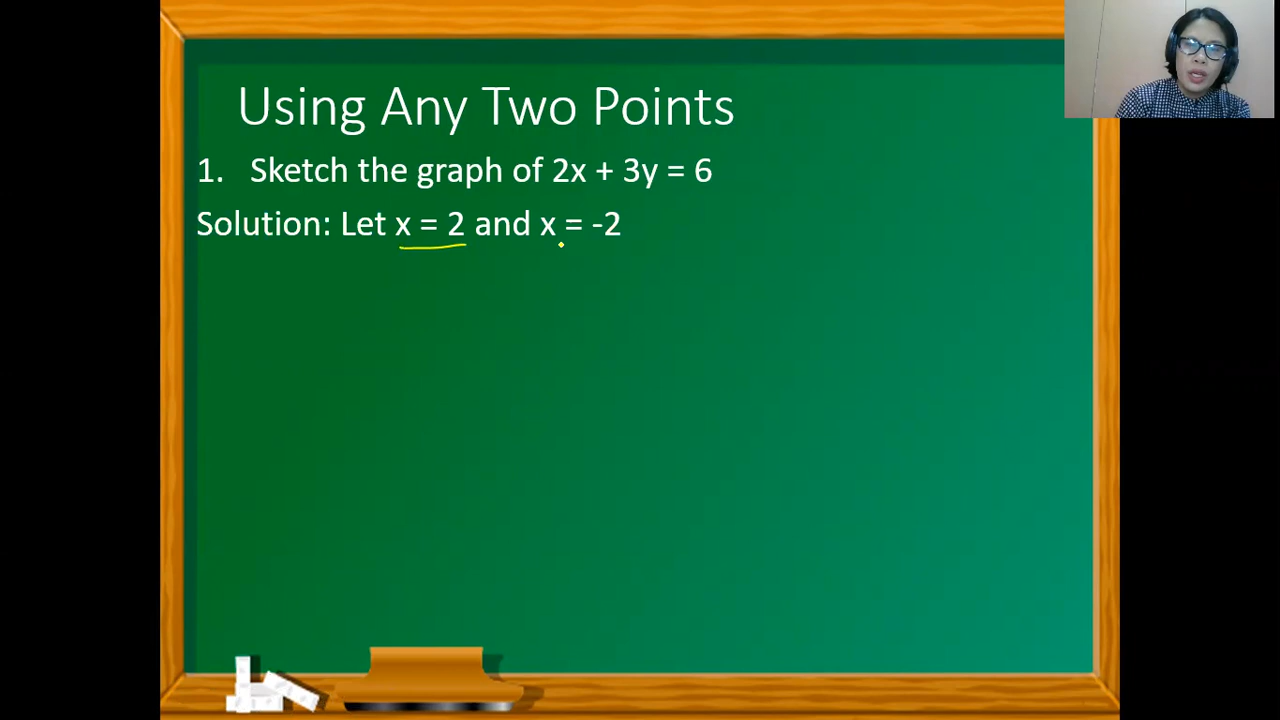 Using Any Two Points
1. Sketch the graph of 2x + 3y = 6
Solution: Let x = 2 and x = -2